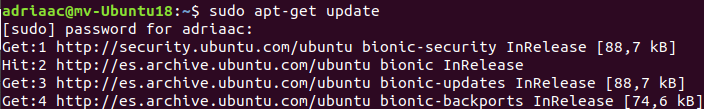 adriaac@mv-Ubuntu18:~$ sudo apt-get update
[sudo] password for adriaac:
Get:1 http://security.ubuntu.com/ubuntu bionic-security InRelease [88,7 kB]
Hit:2 http://es.archive.ubuntu.com/ubuntu bionic InRelease
Get:3 http://es.archive.ubuntu.com/ubuntu bionic-updates InRelease [88,7 kB]
Get:4 http://es.archive.ubuntu.com/ubuntu bionic-backports InRelease [74,6 kB]